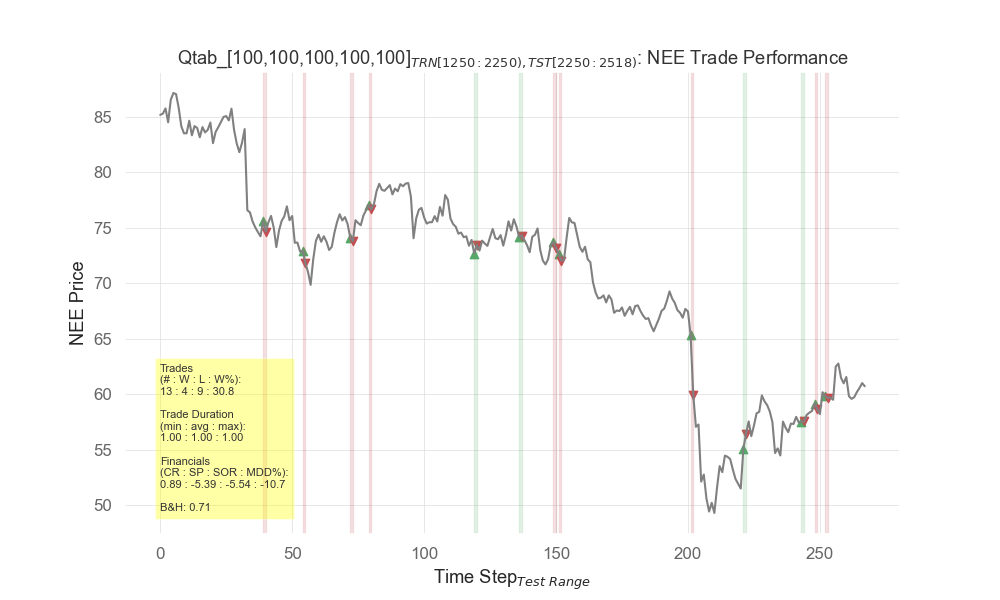 Qtab_[100,100,100,100,100]TRN[1250:2250),TST[2250:2518): NEE Trade Performance
NEE Price
85
80
75
70
65
60
55
50
Trades
(# : W : L : W%):
13 : 4 : 9 : 30.8
Trade Duration
(min : avg : max):
1.00 : 1.00 : 1.00
Financials
(CR : SP : SOR : MDD%):
0.89 : -5.39 : -5.54 : -10.7
B&H: 0.71
0 50 100 150 200 250
Time Step Test Range